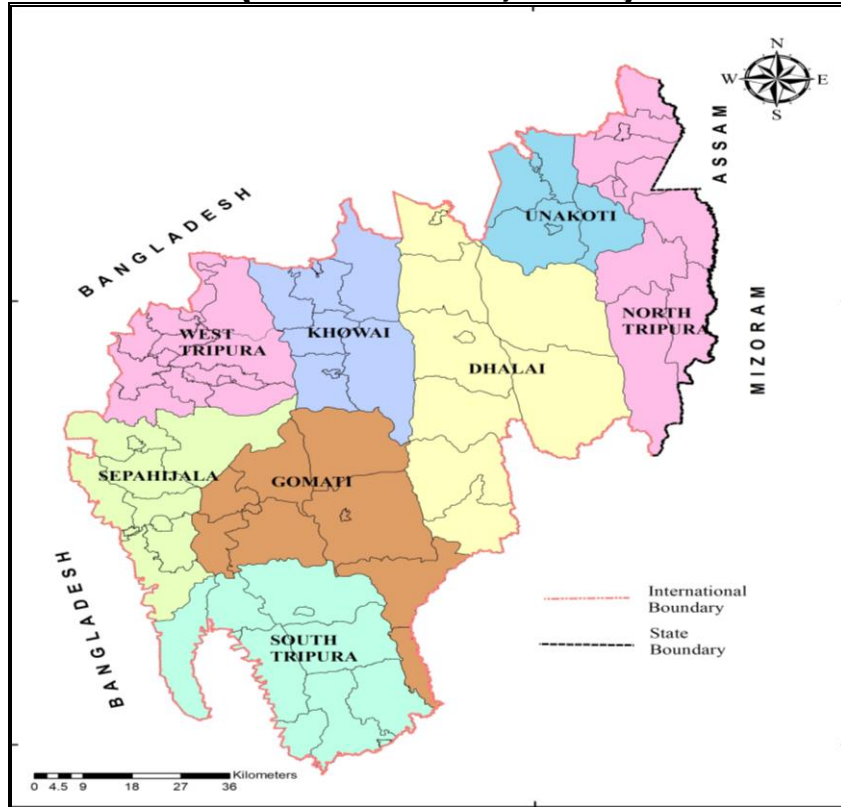 N
W E
S
ASSAM
BANGLADESH
UNAKOTI
NORTH
TRIPURA
MIZORAM
WEST
TRIPURA
KHOWAI
DHALAI
SEPAHIJALA
GOMATI
BANGLADESH
International
Boundary
State
Boundary
SOUTH
TRIPURA
Kilometers
0 4.5 9 18 27 36